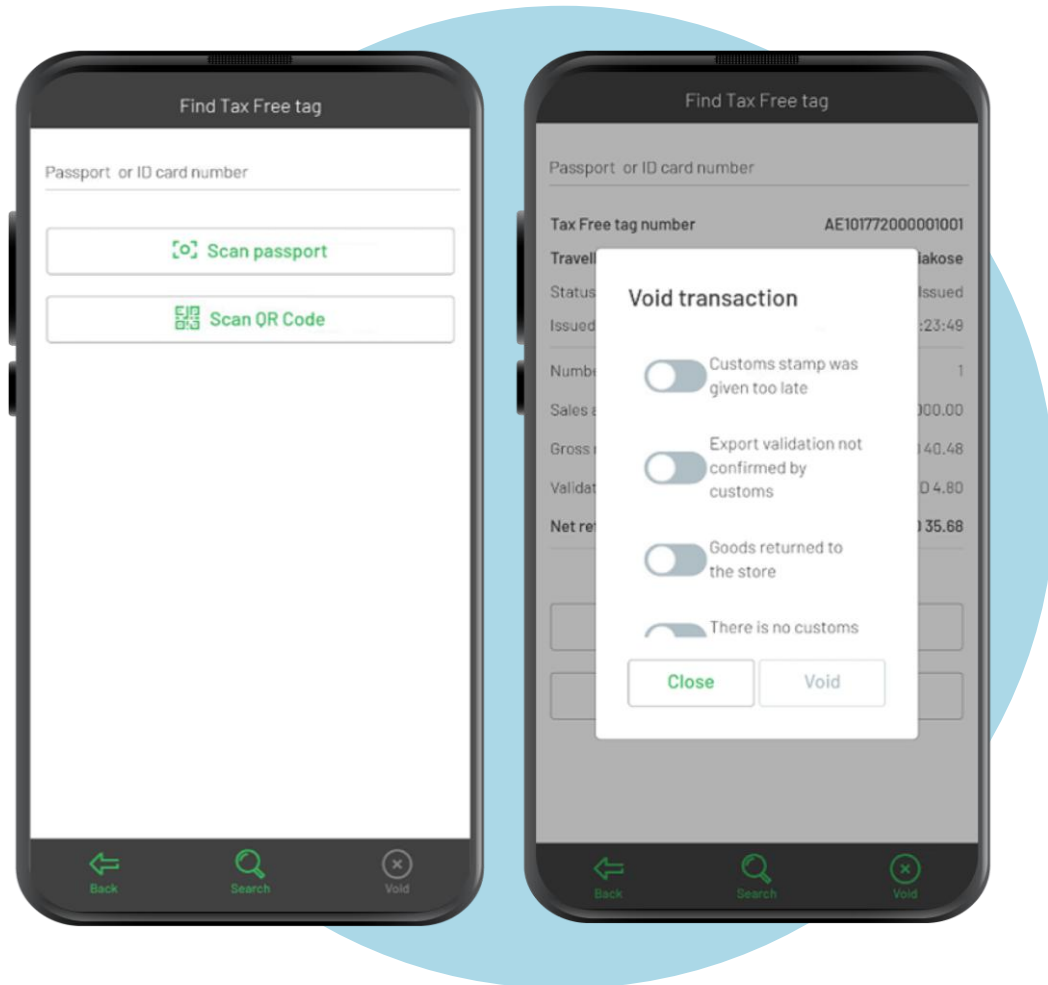 Find Tax Free tag
Passport or ID card number
Scan passport
Scan QR Code
Back
Search
Void
Find Tax Free tag
Passport or ID card number
Tax Free tag number AE101772000001001
Travell iakose
Status Issued
Issued :23:49
Numbe 1
Sales a 000.00
Gross r 40.48
Validat D 4.80
Net re 35.68
Void transaction
Customs stamp was
given too late
Export validation not
confirmed by
customs
Goods returned to
the store
There is no customs
Close
Void
Back
Search
Void